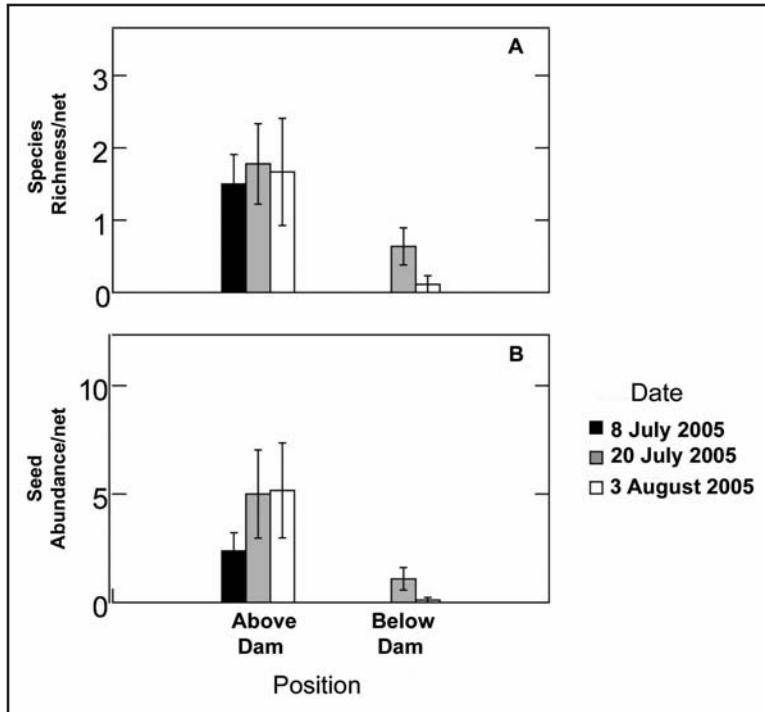 A
3
2
1
0
Species
Richness/net
B
10
5
0
Seed
Abundance/net
Above
Dam
Below
Dam
Position
Date
8 July 2005
20 July 2005
3 August 2005